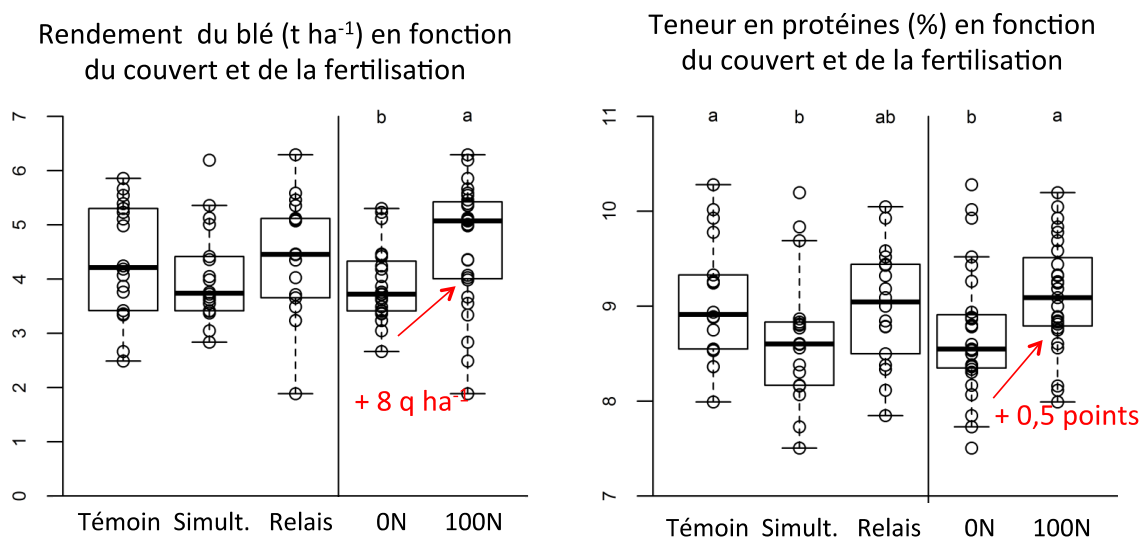 Rendement du blé (t ha⁻¹) en fonction
du couvert et de la fertilisation
7
6
5
4
3
2
1
0
b
a
+ 8 q ha⁻¹
Témoin
Simult.
Relais
0N
100N
Teneur en protéines (%) en fonction
du couvert et de la fertilisation
11
10
9
8
7
a
b
ab
b
a
+ 0,5 points
Témoin
Simult.
Relais
0N
100N